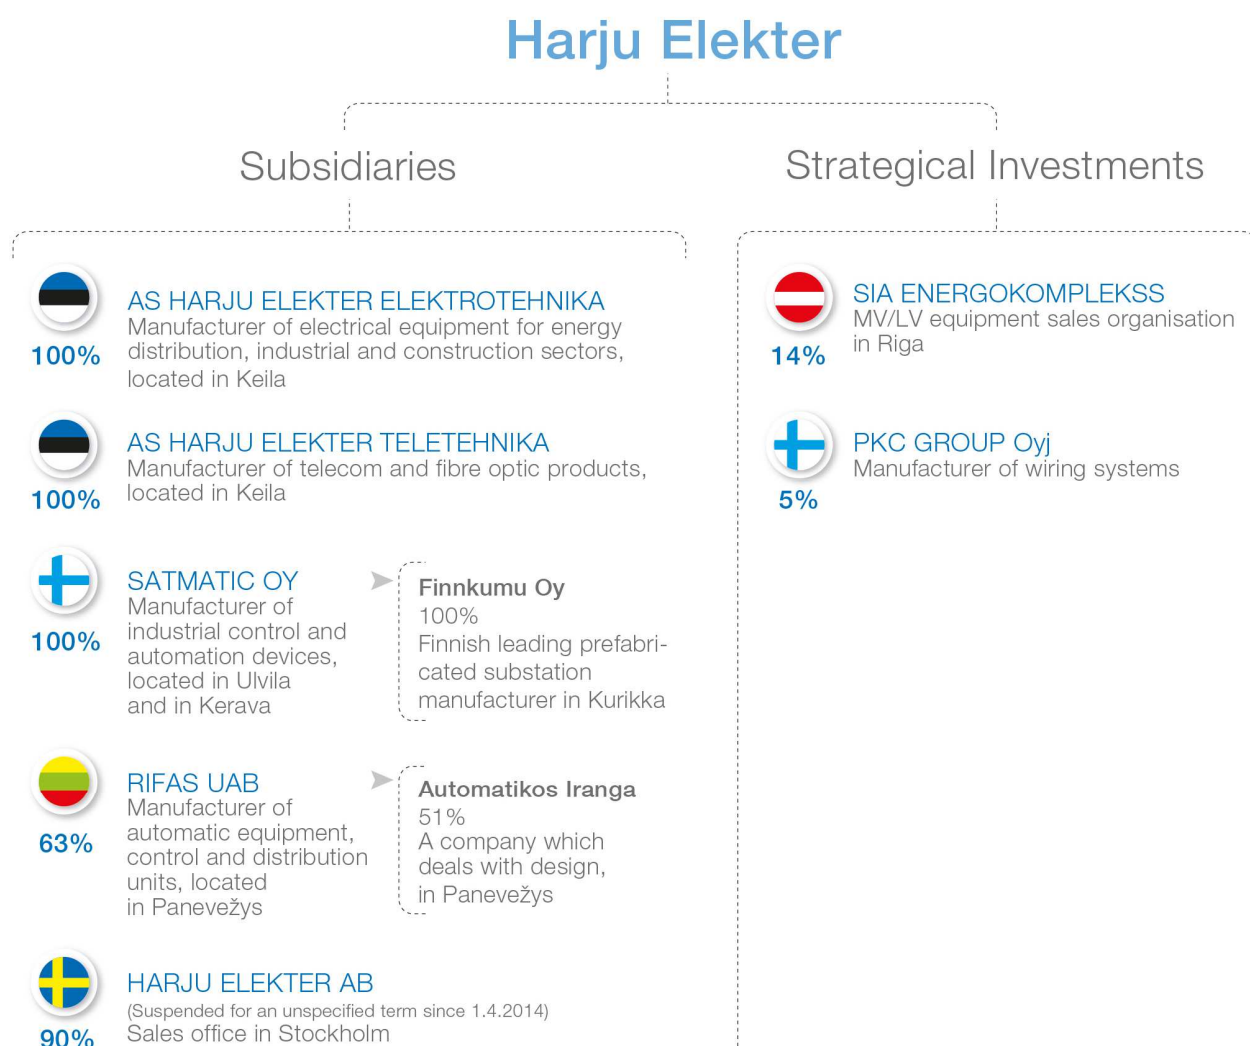 Harju Elekter
Subsidiaries
AS HARJU ELEKTER ELEKTROTEHNIKA
Manufacturer of electrical equipment for energy
distribution, industrial and construction sectors,
located in Keila
100%
AS HARJU ELEKTER TELETEHNIKA
Manufacturer of telecom and fibre optic products,
located in Keila
100%
SATMATIC OY
Manufacturer of
industrial control and
automation devices,
located in Ulvila
and in Kerava
100%
Finnkumu Oy
100%
Finnish leading prefabri-
cated substation
manufacturer in Kurikka
RIFAS UAB
Manufacturer of
automatic equipment,
control and distribution
units, located
in Panevežys
63%
Automatikos Iranga
51%
A company which
deals with design,
in Panevežys
HARJU ELEKTER AB
(Suspended for an unspecified term since 1.4.2014)
Sales office in Stockholm
90%
Strategical Investments
SIA ENERGOKOMPLEKSS
MV/LV equipment sales organisation
in Riga
14%
PKC GROUP Oyj
Manufacturer of wiring systems
5%